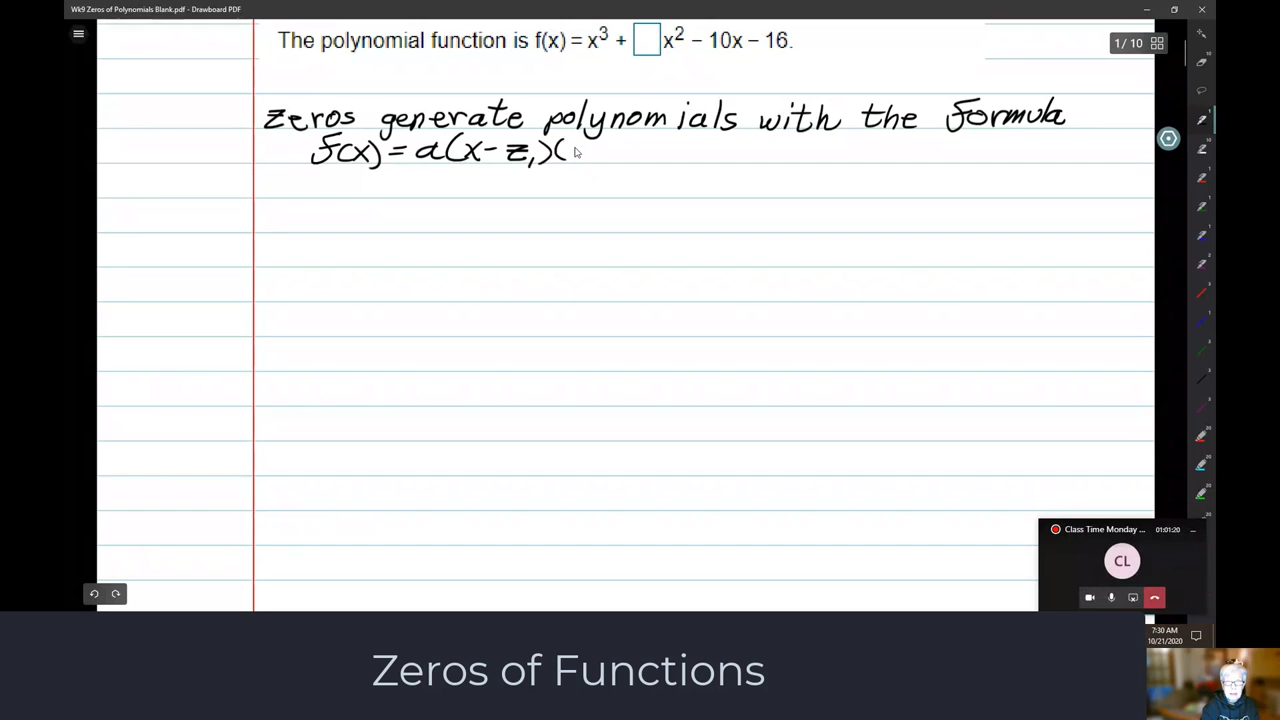 Wk9 Zeros of Polynomials Blank.pdf - Drawboard PDF
The polynomial function is f(x) = x³ + □x² − 10x − 16.
1 / 10
zeros generate polynomials with the formula
f(x) = a(x - z₁)(
Class Time Monday ... 01:01:20
CL
7:30 AM
10/21/2020
Zeros of Functions